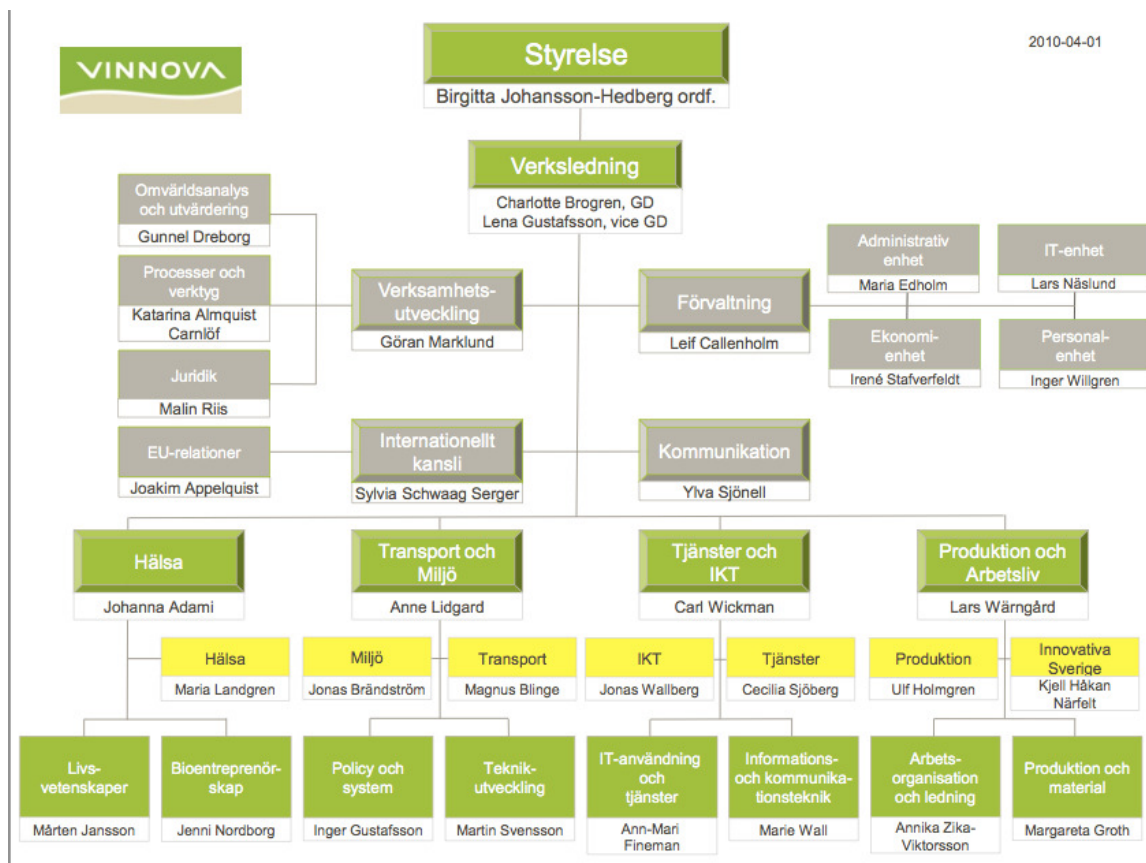 VINNOVA
2010-04-01
Styrelse
Birgitta Johansson-Hedberg ordf.
Verksledning
Charlotte Brogren, GD
Lena Gustafsson, vice GD
Omvärldsanalys
och utvärdering
Gunnel Dreborg
Processer och
verktyg
Katarina Almquist
Carnlöf
Juridik
Malin Riis
Verksamhets-
utveckling
Göran Marklund
Förvaltning
Leif Callenholm
Administrativ
enhet
Maria Edholm
IT-enhet
Lars Näslund
Ekonomi-
enhet
Irené Stafverfeldt
Personal-
enhet
Inger Willgren
EU-relationer
Joakim Appelquist
Internationellt
kansli
Sylvia Schwaag Serger
Kommunikation
Ylva Sjönell
Hälsa
Johanna Adami
Transport och
Miljö
Anne Lidgard
Tjänster och
IKT
Carl Wickman
Produktion och
Arbetsliv
Lars Wärngård
Hälsa
Maria Landgren
Miljö
Jonas Brändström
Transport
Magnus Blinge
IKT
Jonas Wallberg
Tjänster
Cecilia Sjöberg
Produktion
Ulf Holmgren
Innovativa
Sverige
Kjell Håkan
Närfelt
Livs-
vetenskaper
Mårten Jansson
Bioentreprenör-
skap
Jenni Nordborg
Policy och
system
Inger Gustafsson
Teknik-
utveckling
Martin Svensson
IT-användning
och
tjänster
Ann-Mari
Fineman
Informations-
och kommunika-
tionsteknik
Marie Wall
Arbets-
organisation
och ledning
Annika Zika-
Viktorsson
Produktion och
material
Margareta Groth